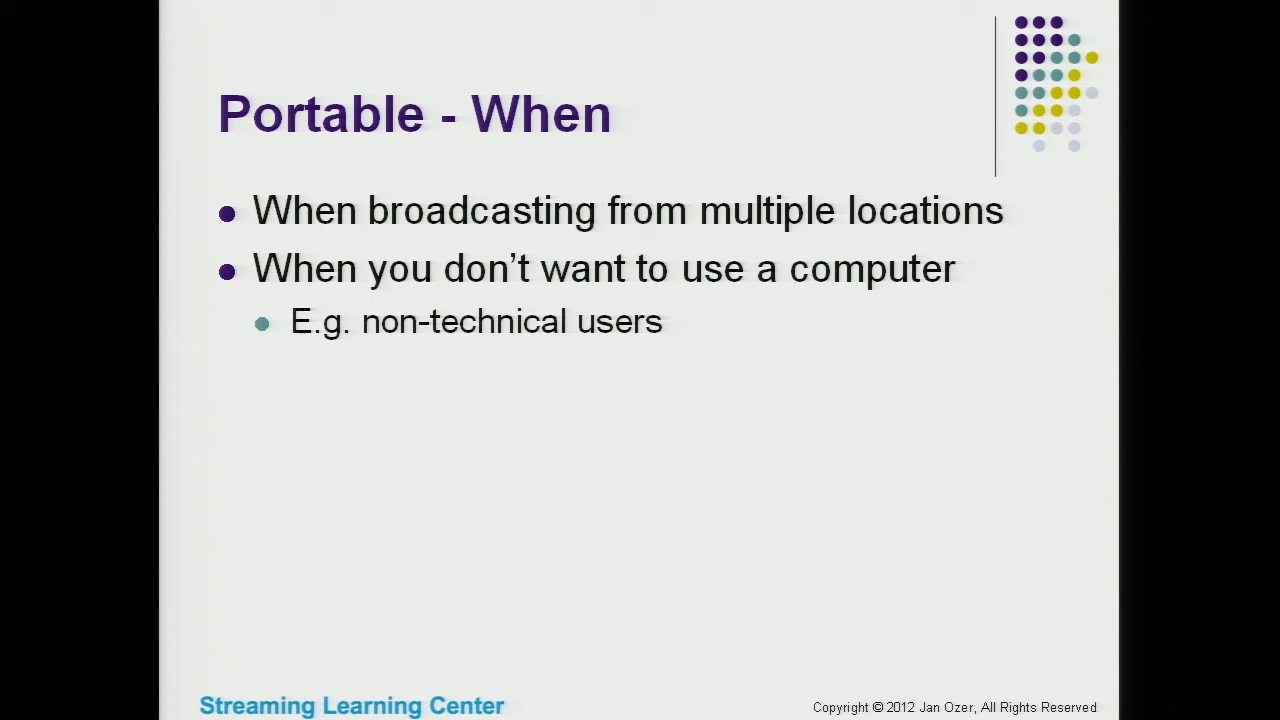 Portable - When
When broadcasting from multiple locations
When you don't want to use a computer
E.g. non-technical users
Streaming Learning Center
Copyright © 2012 Jan Ozer, All Rights Reserved